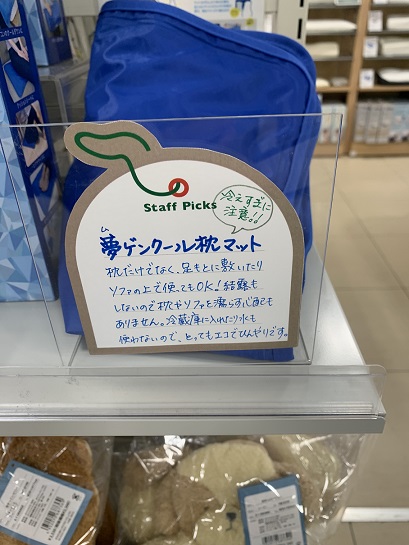 Staff Picks
冷えすぎに
注意!!
ム
夢ゲンクール枕マット
枕だけでなく、足もとに敷いたり
ソファの上で使ってもOK!結露も
しないので枕やソファを濡らす心配も
ありません。冷蔵庫に入れたり水も
使わないので、とってもエコでひんやりです。